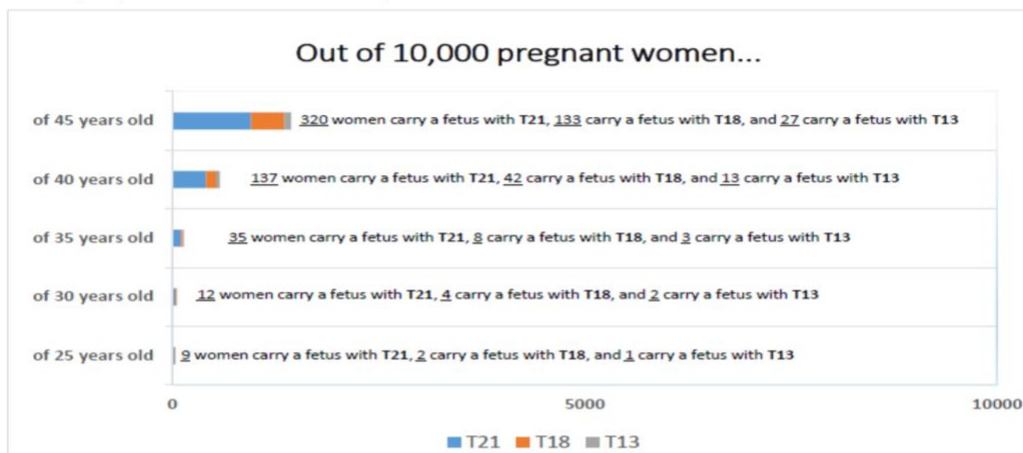 Out of 10,000 pregnant women...
of 45 years old
320 women carry a fetus with T21, 133 carry a fetus with T18, and 27 carry a fetus with T13
of 40 years old
137 women carry a fetus with T21, 42 carry a fetus with T18, and 13 carry a fetus with T13
of 35 years old
35 women carry a fetus with T21, 8 carry a fetus with T18, and 3 carry a fetus with T13
of 30 years old
12 women carry a fetus with T21, 4 carry a fetus with T18, and 2 carry a fetus with T13
of 25 years old
9 women carry a fetus with T21, 2 carry a fetus with T18, and 1 carry a fetus with T13
0 5000 10000
T21 T18 T13